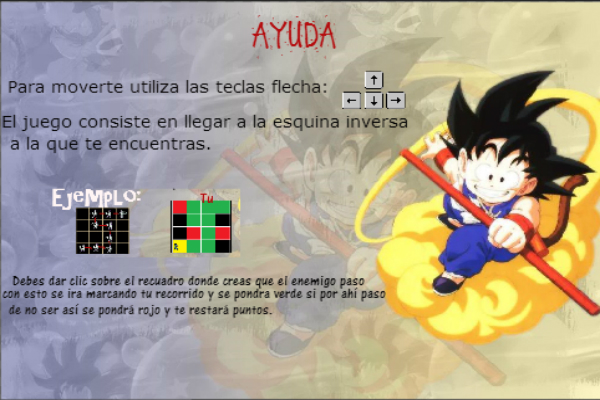 AYUDA
Para moverte utiliza las teclas flecha:
↑
← ↓ →
El juego consiste en llegar a la esquina inversa
a la que te encuentras.
EjeMPLO:
Tu
Debes dar clic sobre el recuadro donde creas que el enemigo paso
con esto se ira marcando tu recorrido y se pondra verde si por ahí paso
de no ser así se pondrá rojo y te restará puntos.